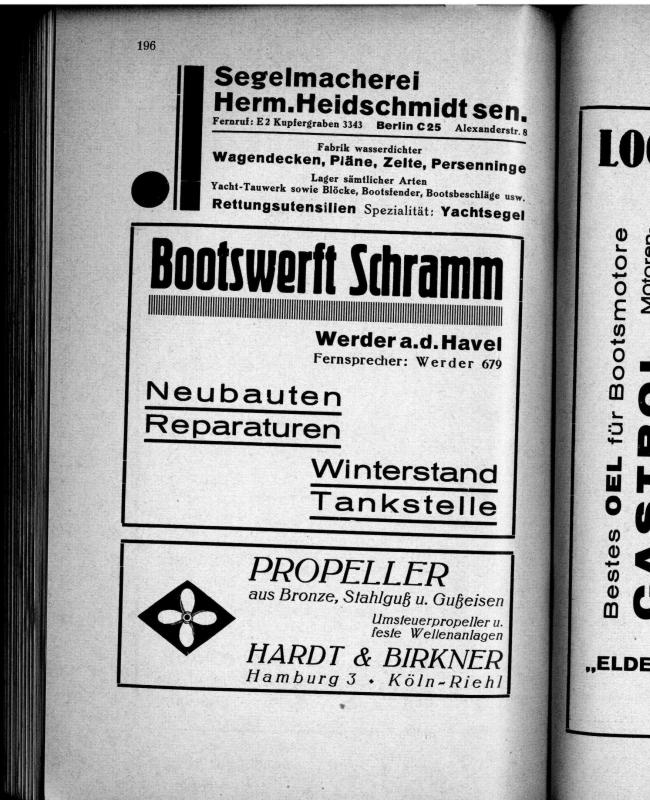 196
Segelmacherei
Herm.Heidschmidt sen.
Fernruf: E 2 Kupfergraben 3343 Berlin C 25 Alexanderstr. 8
Fabrik wasserdichter
Wagendecken, Pläne, Zelte, Persenninge
Lager sämtlicher Arten
Yacht-Tauwerk sowie Blöcke, Bootsfender, Bootsbeschläge usw.
Rettungsutensilien Spezialität: Yachtsegel
Bootswerft Schramm
Werder a.d. Havel
Fernsprecher: Werder 679
Neubauten
Reparaturen
Winterstand
Tankstelle
PROPELLER
aus Bronze, Stahlguß u. Gußeisen
Umsteuerpropeller u.
feste Wellenanlagen
HARDT & BIRKNER
Hamburg 3 • Köln-Riehl
Bestes OEL für Bootsmotore
Motoren-
„ELDE